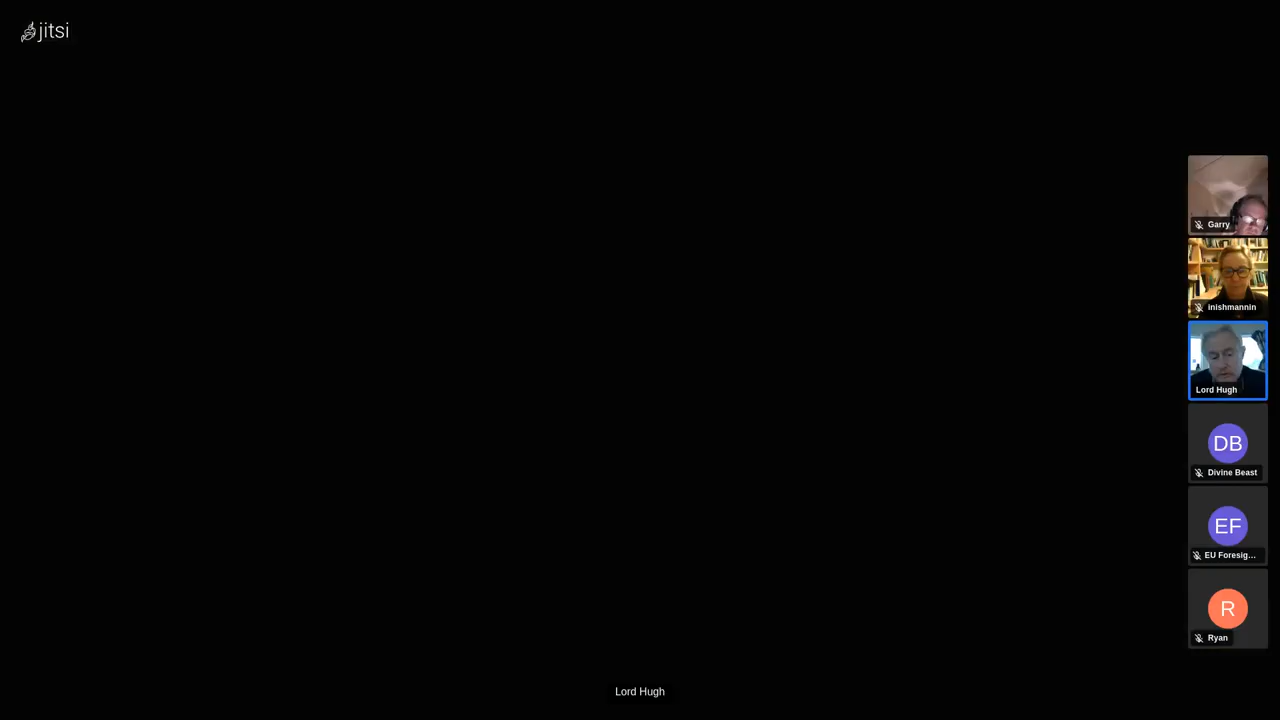 jitsi
Garry
inishmannin
Lord Hugh
DB
Divine Beast
EF
EU Foresig...
R
Ryan
Lord Hugh